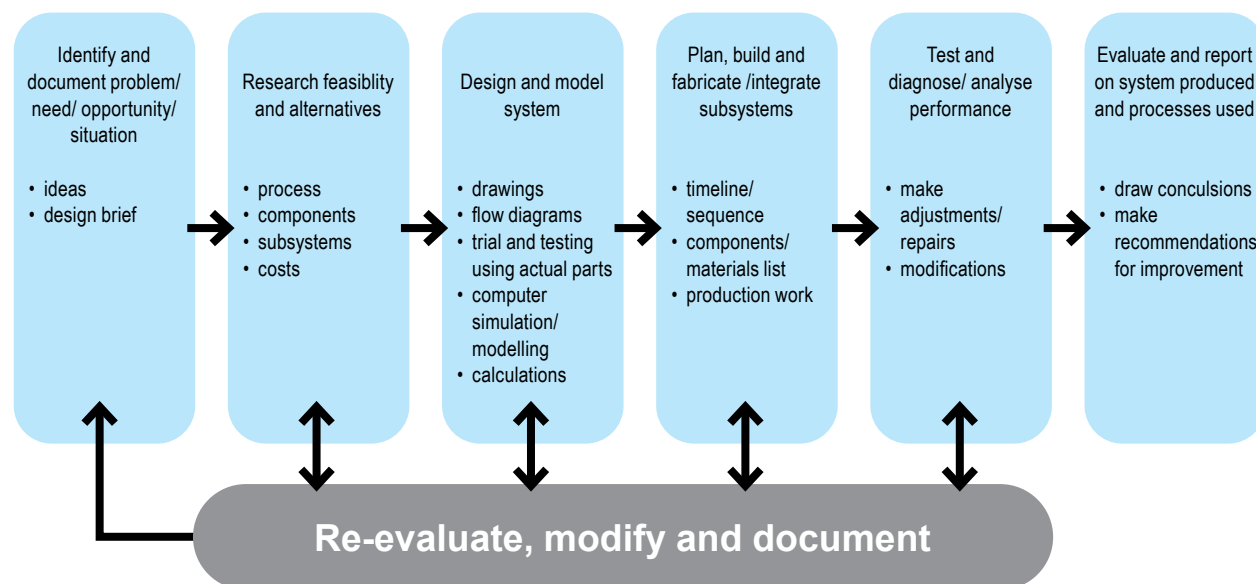 Identify and
document problem/
need/ opportunity/
situation
• ideas
• design brief
Research feasiblity
and alternatives
• process
• components
• subsystems
• costs
Design and model
system
• drawings
• flow diagrams
• trial and testing
using actual parts
• computer
simulation/
modelling
• calculations
Plan, build and
fabricate /integrate
subsystems
• timeline/
sequence
• components/
materials list
• production work
Test and
diagnose/ analyse
performance
• make
adjustments/
repairs
• modifications
Evaluate and report
on system produced
and processes used
• draw conculsions
• make
recommendations
for improvement
Re-evaluate, modify and document